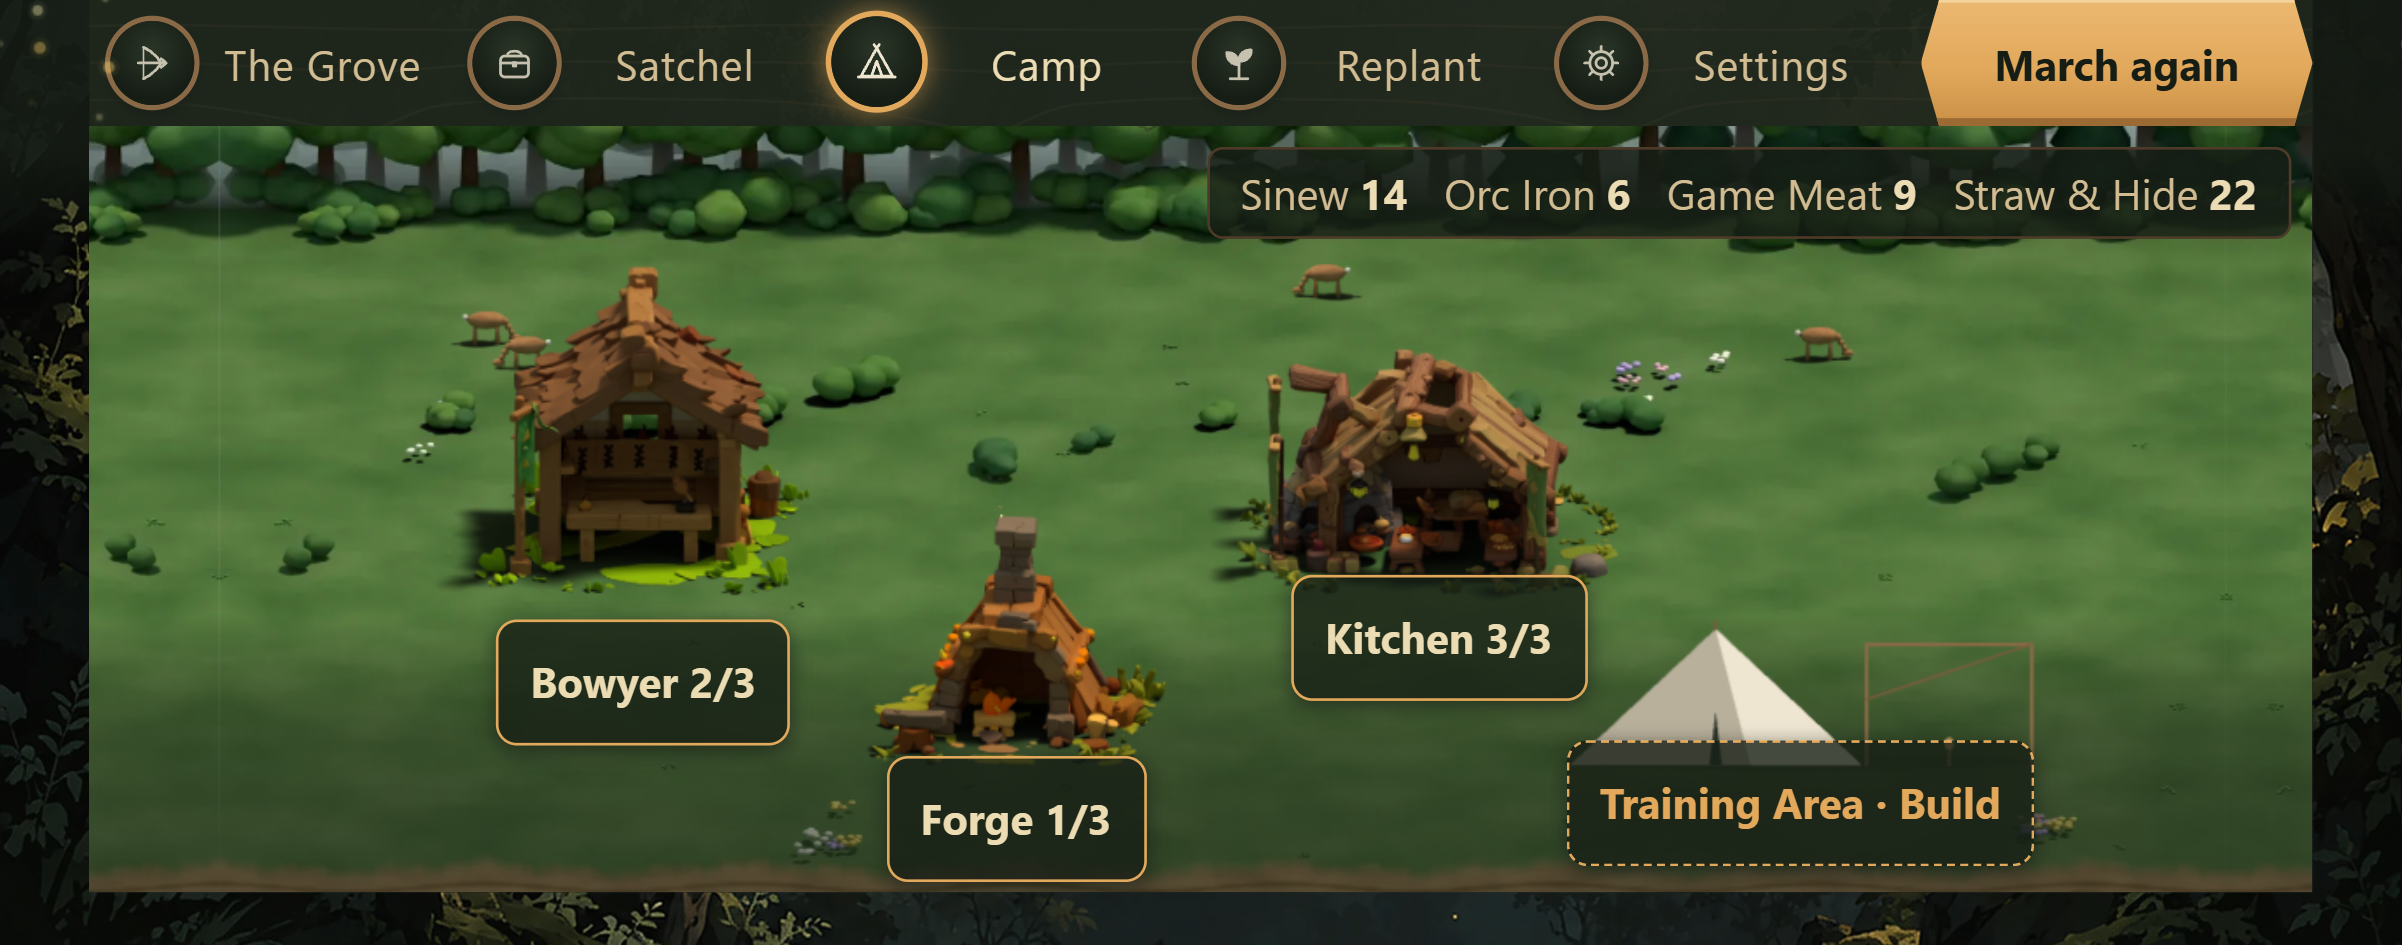 The Grove
Satchel
Camp
Replant
Settings
March again
Sinew 14 Orc Iron 6 Game Meat 9 Straw & Hide 22
Kitchen 3/3
Bowyer 2/3
Training Area · Build
Forge 1/3